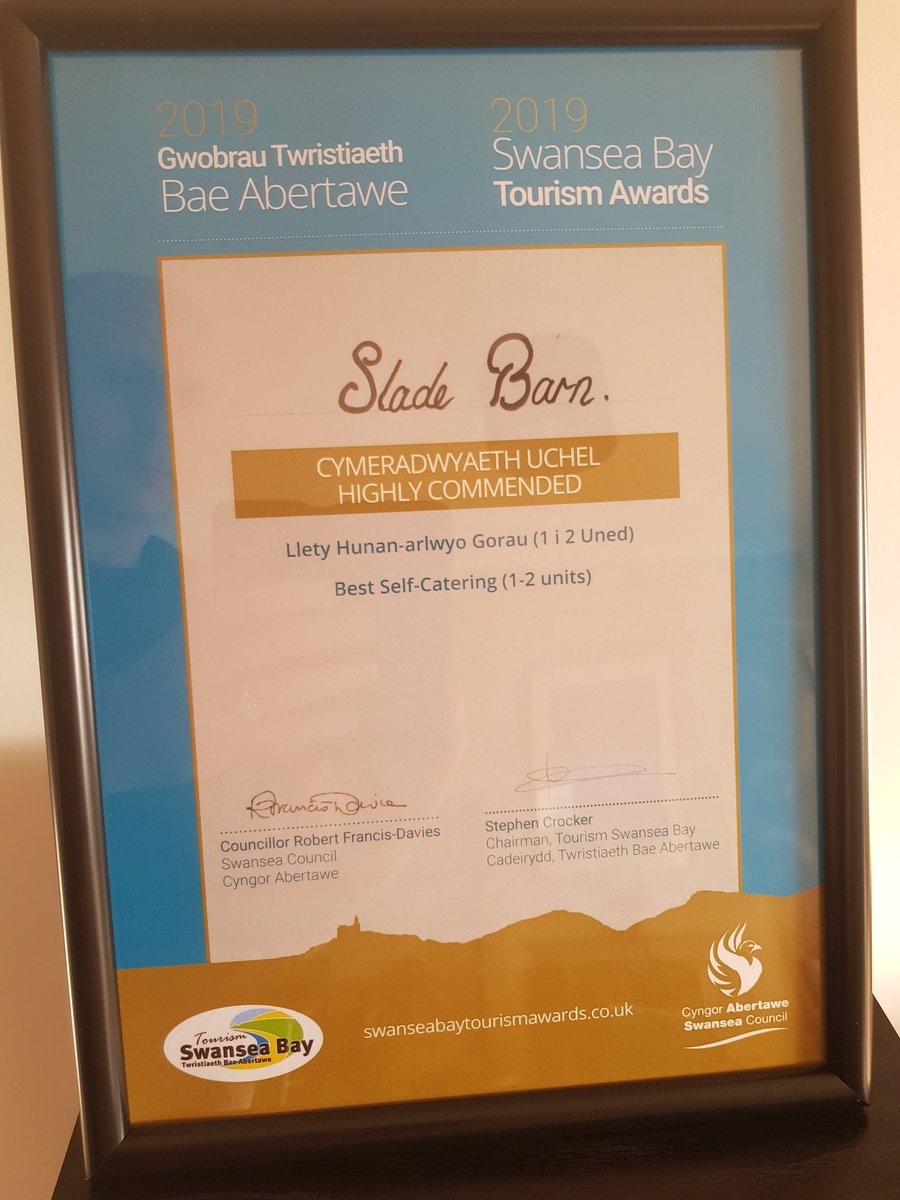 2019
Gwobrau Twristiaeth
Bae Abertawe
2019
Swansea Bay
Tourism Awards
Slade Barn.
CYMERADWYAETH UCHEL
HIGHLY COMMENDED
Llety Hunan-arlwyo Gorau (1 i 2 Uned)
Best Self-Catering (1-2 units)
Councillor Robert Francis-Davies
Swansea Council
Cyngor Abertawe
Stephen Crocker
Chairman, Tourism Swansea Bay
Cadeirydd, Twristiaeth Bae Abertawe
Tourism
Swansea Bay
Twristiaeth Bae Abertawe
swanseabaytourismawards.co.uk
Cyngor Abertawe
Swansea Council